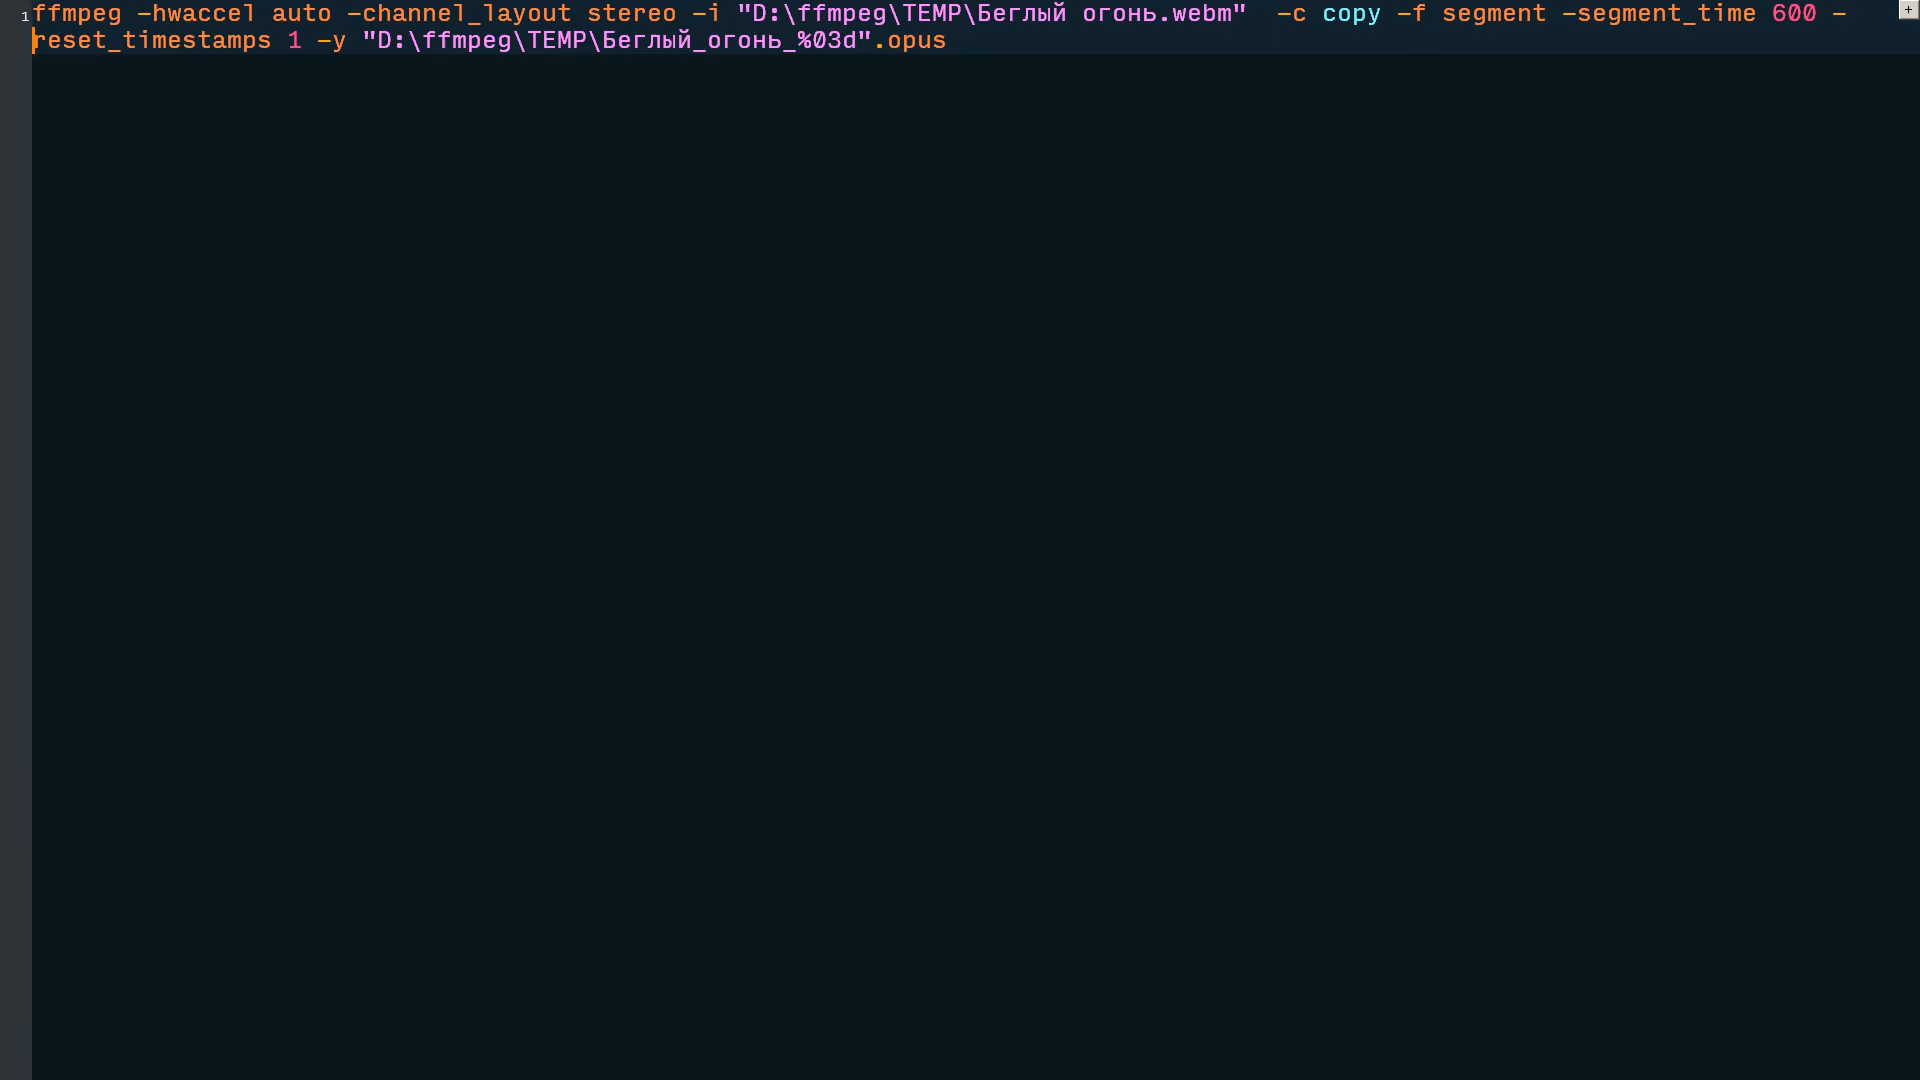 1ffmpeg -hwaccel auto -channel_layout stereo -i "D:\ffmpeg\TEMP\Беглый огонь.webm"  -c copy -f segment -segment_time 600 -
reset_timestamps 1 -y "D:\ffmpeg\TEMP\Беглый_огонь_%03d".opus
+